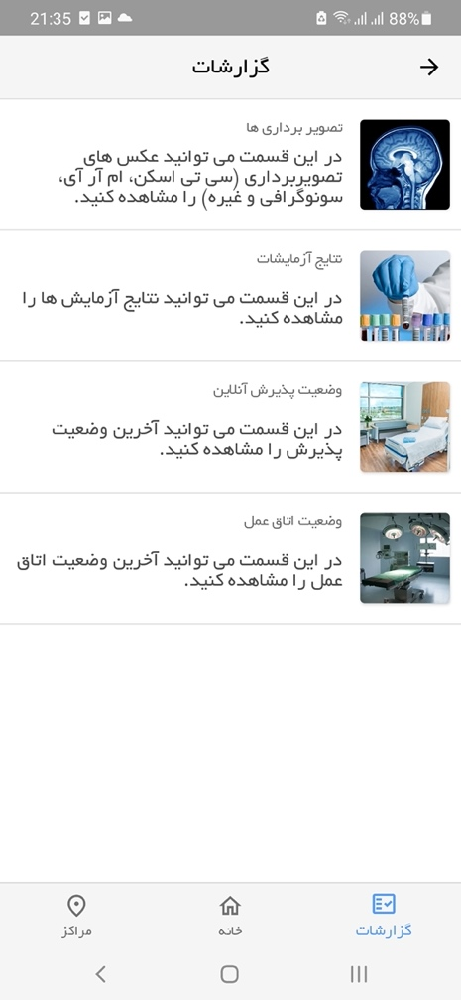 21:35 88%
گزارشات
تصویر برداری ها
در این قسمت می توانید عکس های
تصویربرداری (سی تی اسکن، ام آر آی،
سونوگرافی و غیره) را مشاهده کنید.
نتایج آزمایشات
در این قسمت می توانید نتایج آزمایش ها را
مشاهده کنید.
وضعیت پذیرش آنلاین
در این قسمت می توانید آخرین وضعیت
پذیرش را مشاهده کنید.
وضعیت اتاق عمل
در این قسمت می توانید آخرین وضعیت اتاق
عمل را مشاهده کنید.
گزارشات
خانه
مراکز